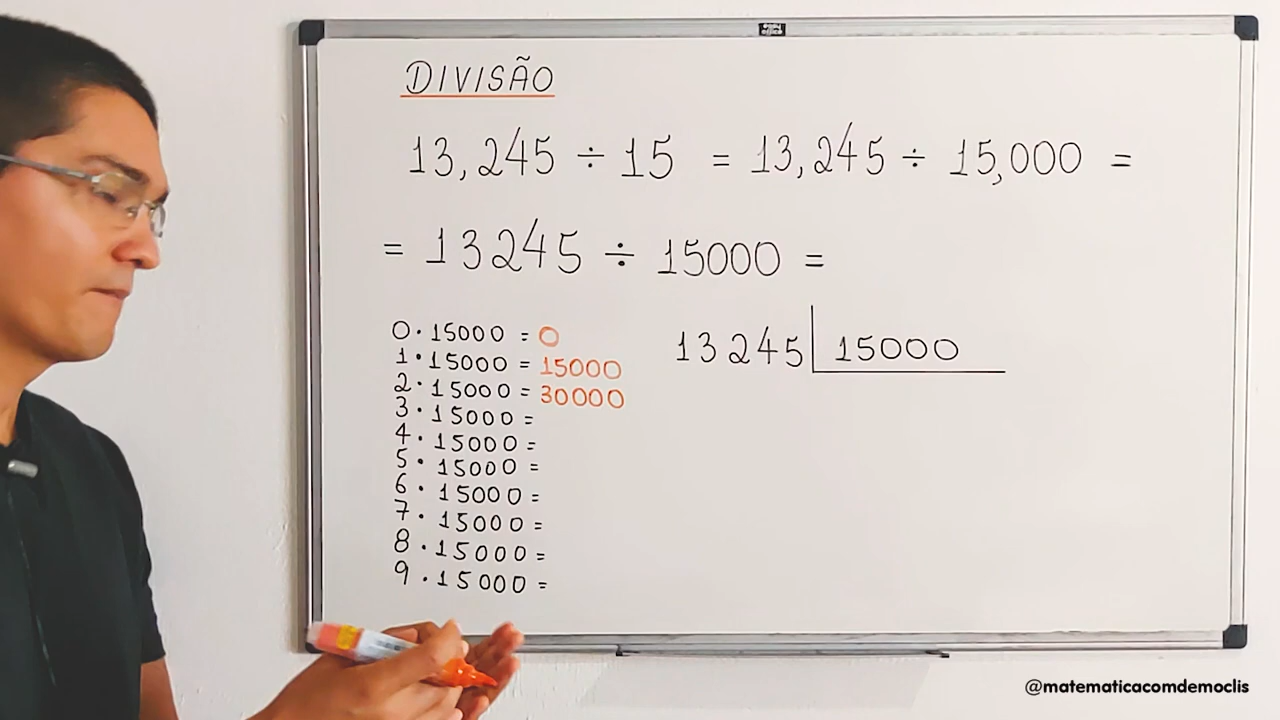 DIVISÃO
13,245 ÷ 15 = 13,245 ÷ 15,000 =
= 13245 ÷ 15000 =
0 · 15000 = 0
1 · 15000 = 15000
2 · 15000 = 30000
3 · 15000 =
4 · 15000 =
5 · 15000 =
6 · 15000 =
7 · 15000 =
8 · 15000 =
9 · 15000 =
13245 15000
@matematicacomdemoclis